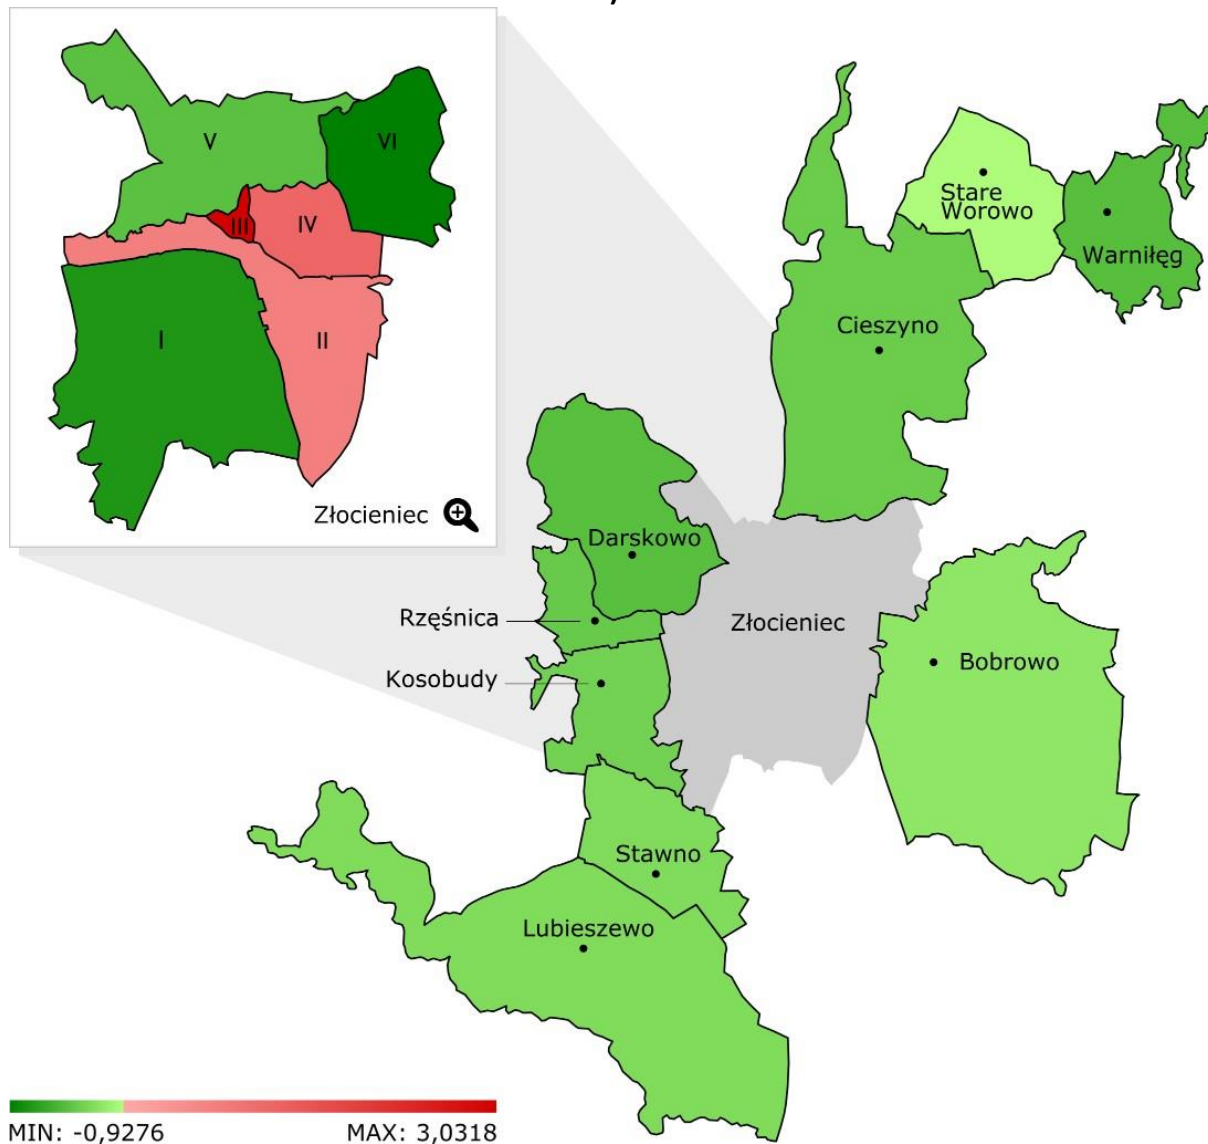 V
VI
III
IV
I
II
Złocieniec
Stare
Worowo
Warniłęg
Cieszyno
Darskowo
Rzęśnica
Złocieniec
Kosobudy
Bobrowo
Stawno
Lubieszewo
MIN: -0,9276
MAX: 3,0318